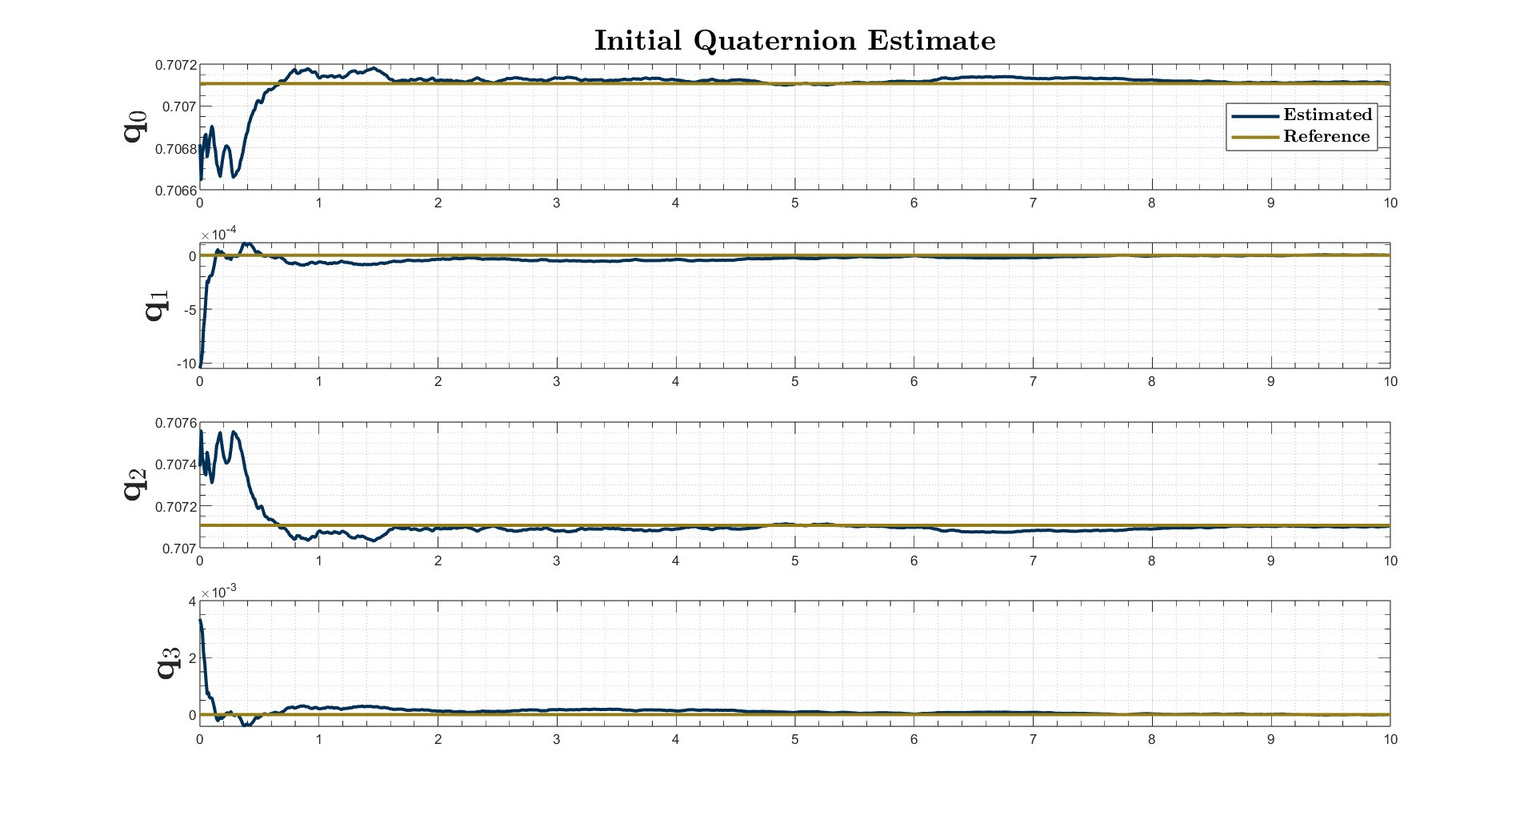 Initial Quaternion Estimate
0.7072
0.707
0.7068
0.7066
q0
Estimated
Reference
0 1 2 3 4 5 6 7 8 9 10
×10-4
0
-5
-10
q1
0 1 2 3 4 5 6 7 8 9 10
0.7076
0.7074
0.7072
0.707
q2
0 1 2 3 4 5 6 7 8 9 10
×10-3
4
2
0
q3
0 1 2 3 4 5 6 7 8 9 10